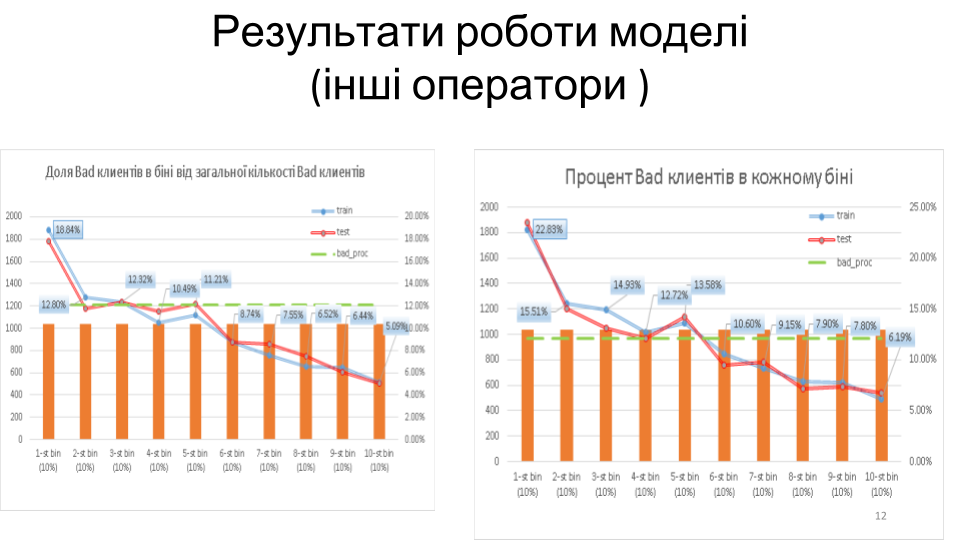 Результати роботи моделі
(інші оператори )
Доля Bad клиентів в біні від загальної кількості Bad клиентів
train
test
bad_proc
2000
1800
1600
1400
1200
1000
800
600
400
200
0
20.00%
18.00%
16.00%
14.00%
12.00%
10.00%
8.00%
6.00%
4.00%
2.00%
0.00%
18.84%
12.80%
12.32%
10.49%
11.21%
8.74%
7.55%
6.52%
6.44%
5.09%
1-st bin (10%)
2-st bin (10%)
3-st bin (10%)
4-st bin (10%)
5-st bin (10%)
6-st bin (10%)
7-st bin (10%)
8-st bin (10%)
9-st bin (10%)
10-st bin (10%)
Процент Bad клиентів в кожному біні
train
test
bad_proc
2000
1800
1600
1400
1200
1000
800
600
400
200
0
25.00%
20.00%
15.00%
10.00%
5.00%
0.00%
22.83%
15.51%
14.93%
12.72%
13.58%
10.60%
9.15%
7.90%
7.80%
6.19%
1-st bin (10%)
2-st bin (10%)
3-st bin (10%)
4-st bin (10%)
5-st bin (10%)
6-st bin (10%)
7-st bin (10%)
8-st bin (10%)
9-st bin (10%)
10-st bin (10%)
12